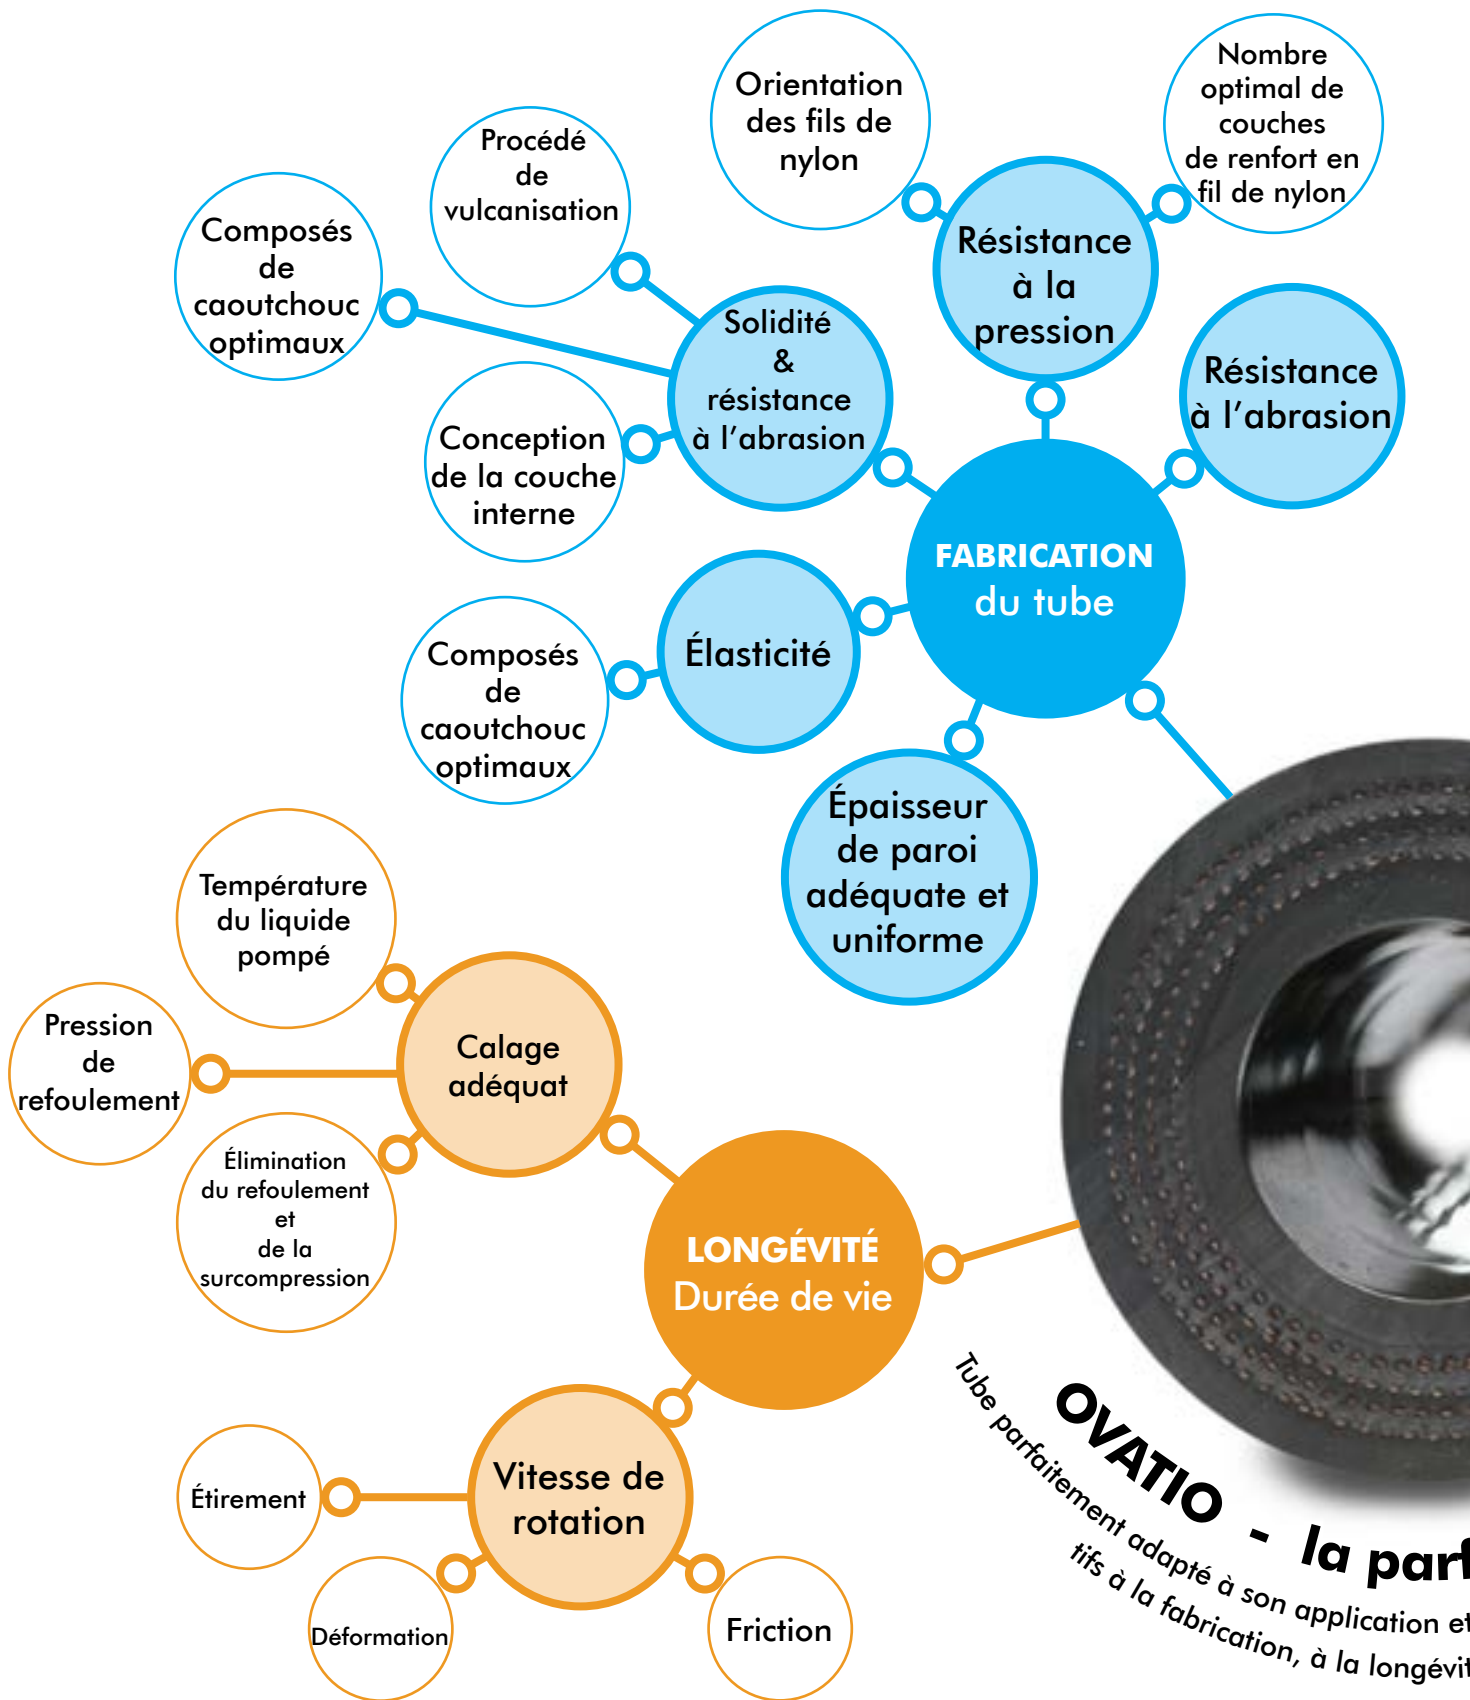 Orientation
des fils de
nylon
Nombre
optimal de
couches
de renfort en
fil de nylon
Procédé
de
vulcanisation
Composés
de
caoutchouc
optimaux
Résistance
à la
pression
Solidité
&
résistance
à l'abrasion
Résistance
à l'abrasion
Conception
de la couche
interne
FABRICATION
du tube
Élasticité
Composés
de
caoutchouc
optimaux
Épaisseur
de paroi
adéquate et
uniforme
Température
du liquide
pompé
Calage
adéquat
Pression
de
refoulement
Élimination
du refoulement
et
de la
surcompression
LONGÉVITÉ
Durée de vie
Vitesse de
rotation
Étirement
Déformation
Friction
OVATIO - la parf
Tube parfaitement adapté à son application et
tifs à la fabrication, à la longévit